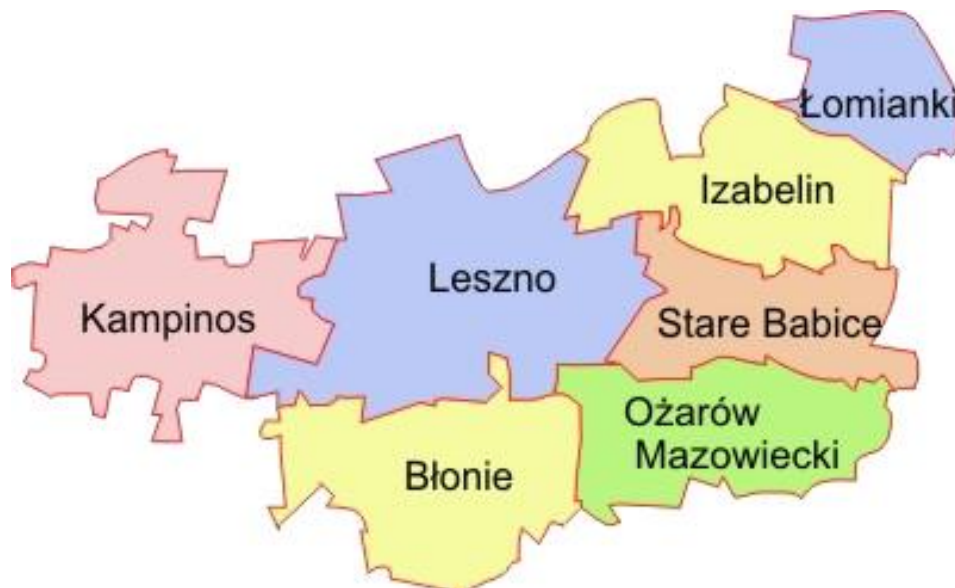 Łomianki
Izabelin
Leszno
Kampinos
Stare Babice
Ożarów
Mazowiecki
Błonie